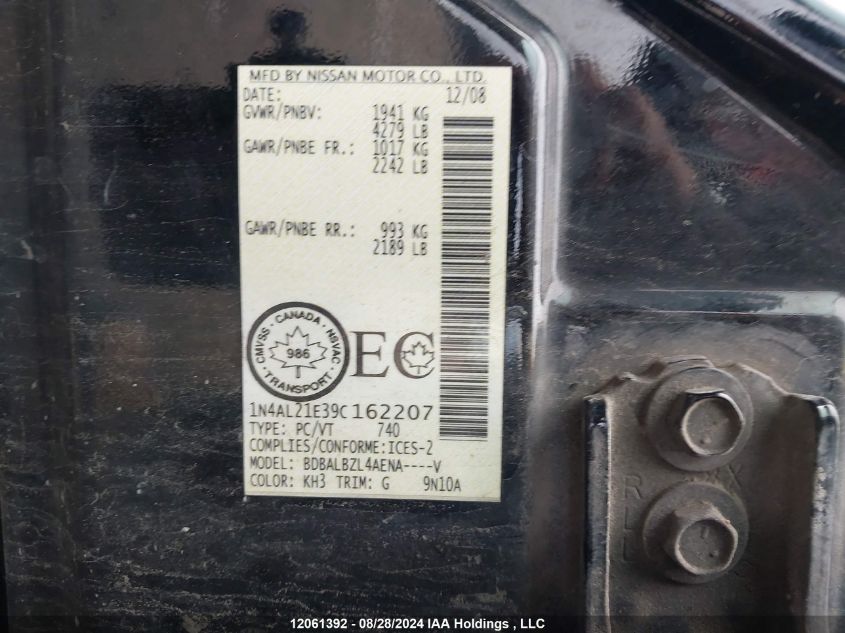 MFD BY NISSAN MOTOR CO., LTD.
DATE: 12/08
GVWR/PNBV: 1941 KG
4279 LB
GAWR/PNBE FR.: 1017 KG
2242 LB
GAWR/PNBE RR.: 993 KG
2189 LB
CMVSS · CANADA · NSVAC
986
· TRANSPORT ·
EC
1N4AL21E39C162207
TYPE: PC/VT 740
COMPLIES/CONFORME:ICES-2
MODEL: BDBALBZL4AENA----V
COLOR: KH3 TRIM: G 9N10A
12061392 - 08/28/2024 IAA Holdings , LLC